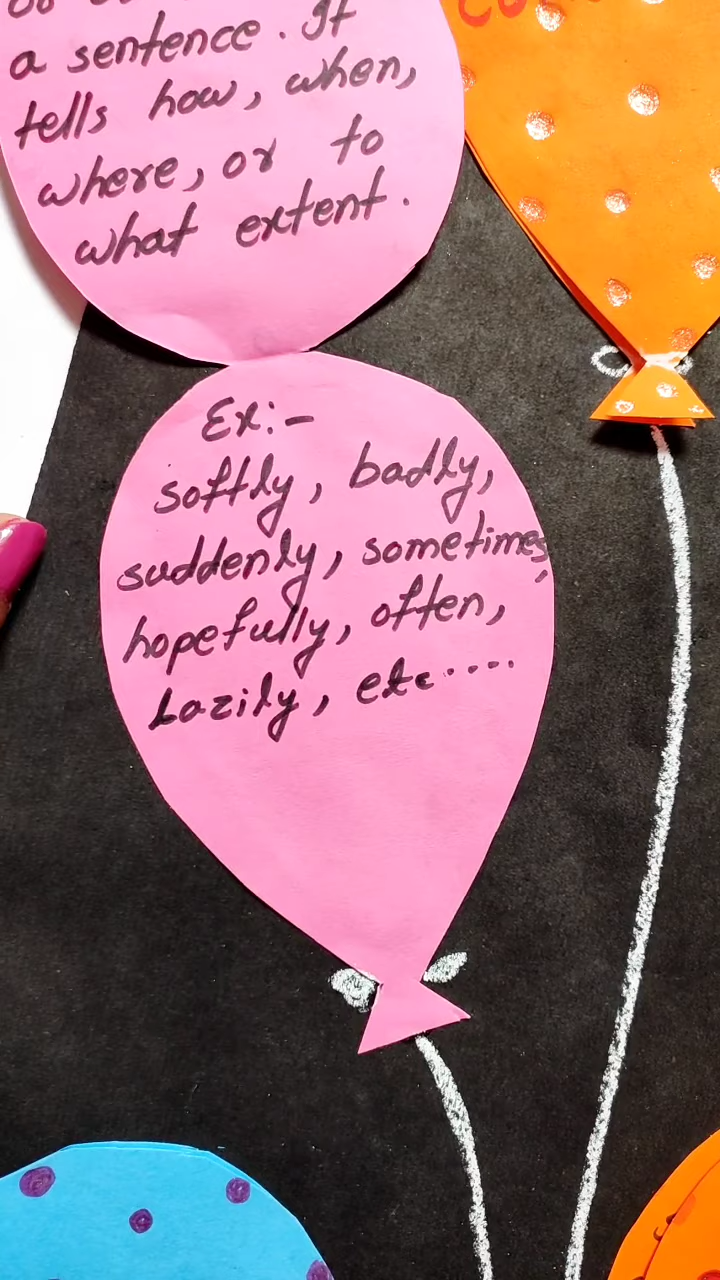 a sentence. It
tells how, when,
where, or to
what extent.
Ex:-
softly, badly,
suddenly, sometimes,
hopefully, often,
Lazily, etc....